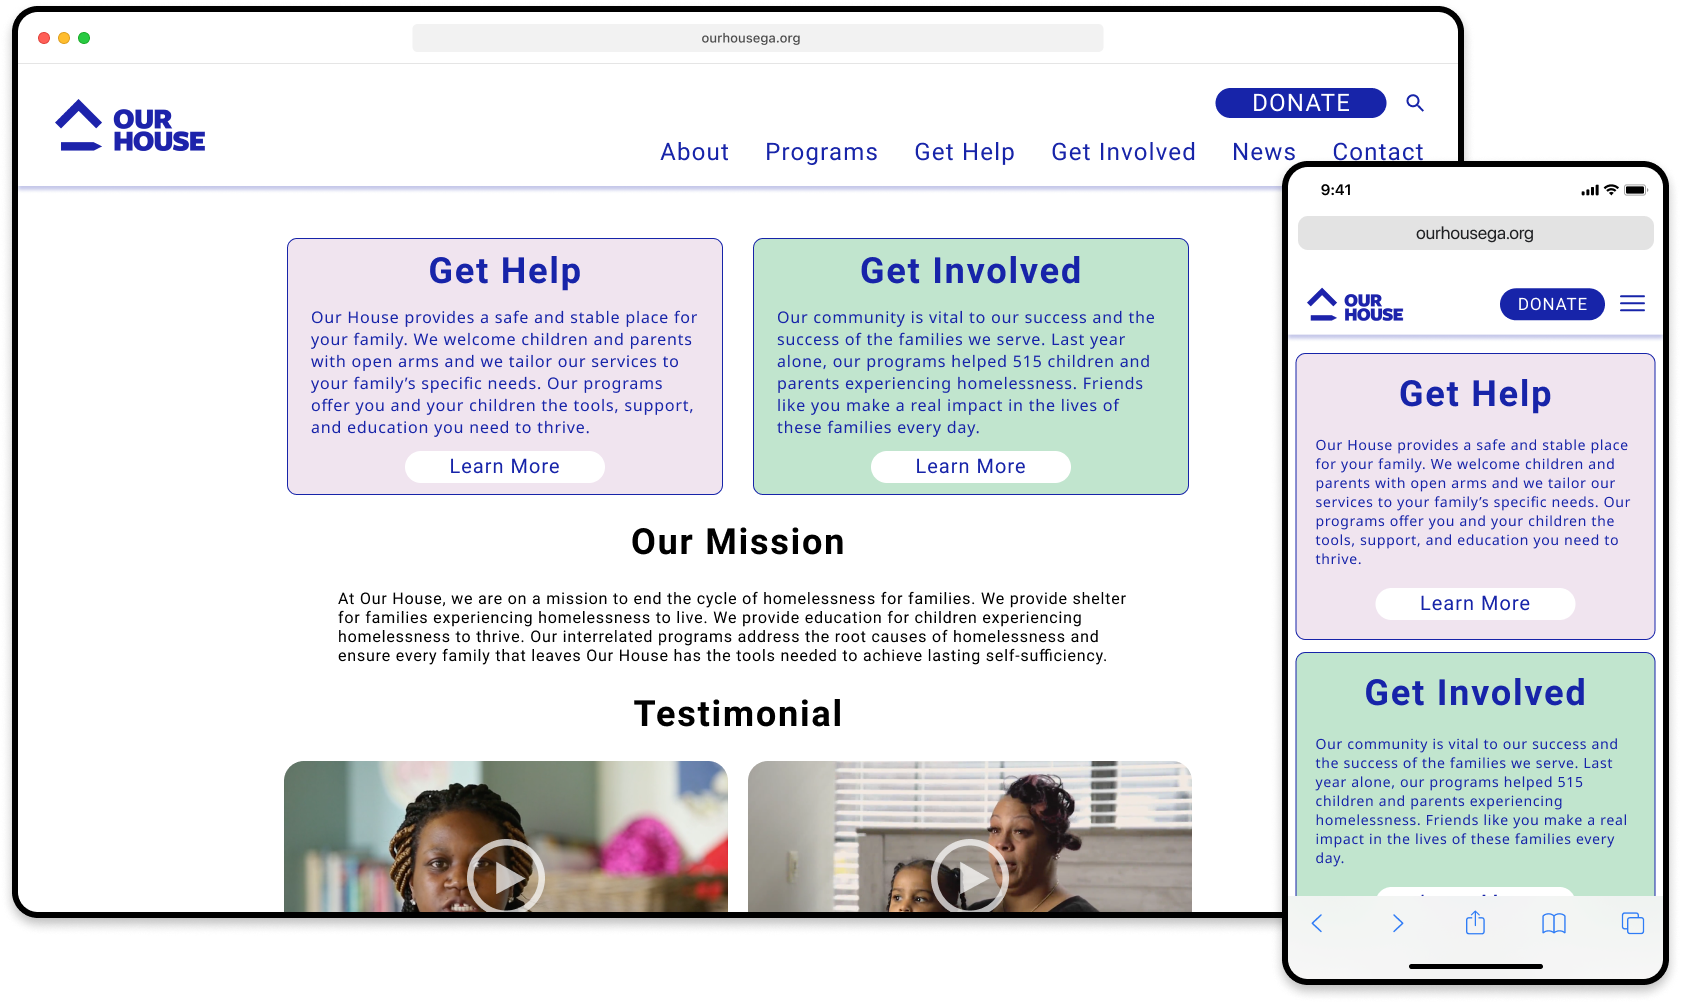 ourhousega.org
OUR
HOUSE
DONATE
About Programs Get Help Get Involved News Contact
Get Help
Our House provides a safe and stable place for
your family. We welcome children and parents
with open arms and we tailor our services to
your family’s specific needs. Our programs
offer you and your children the tools, support,
and education you need to thrive.
Learn More
Get Involved
Our community is vital to our success and the
success of the families we serve. Last year
alone, our programs helped 515 children and
parents experiencing homelessness. Friends
like you make a real impact in the lives of
these families every day.
Learn More
Our Mission
At Our House, we are on a mission to end the cycle of homelessness for families. We provide shelter
for families experiencing homelessness to live. We provide education for children experiencing
homelessness to thrive. Our interrelated programs address the root causes of homelessness and
ensure every family that leaves Our House has the tools needed to achieve lasting self-sufficiency.
Testimonial
9:41
ourhousega.org
OUR
HOUSE
DONATE
Get Help
Our House provides a safe and stable place
for your family. We welcome children and
parents with open arms and we tailor our
services to your family’s specific needs. Our
programs offer you and your children the
tools, support, and education you need to
thrive.
Learn More
Get Involved
Our community is vital to our success and
the success of the families we serve. Last
year alone, our programs helped 515
children and parents experiencing
homelessness. Friends like you make a real
impact in the lives of these families every
day.